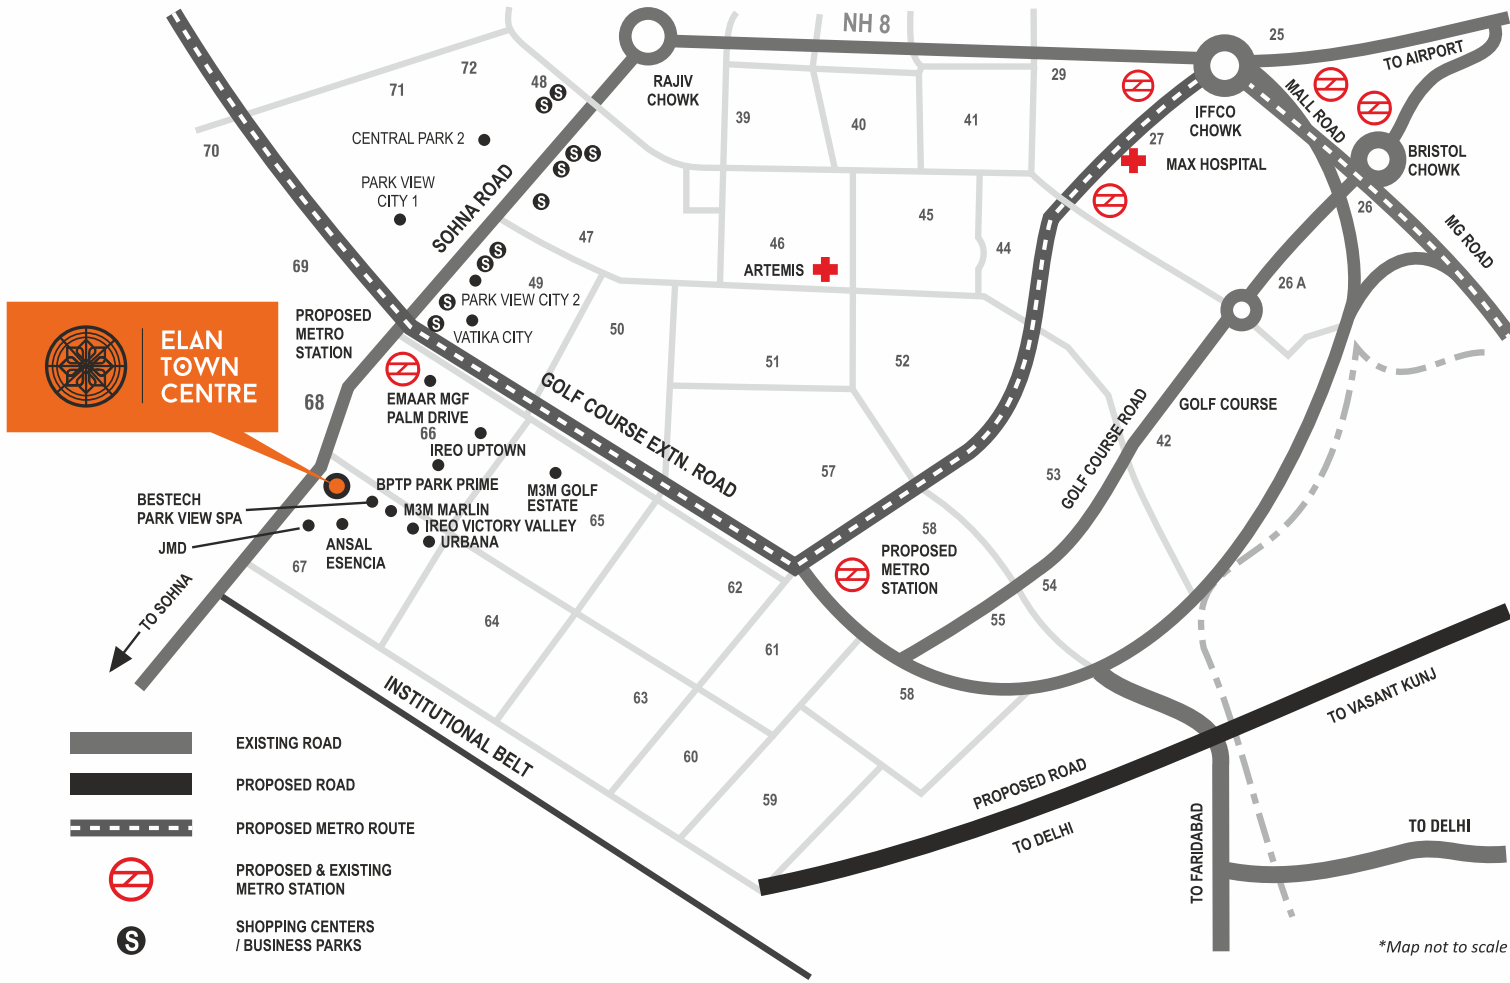 NH 8
25
TO AIRPORT
72
48
S
S
RAJIV
CHOWK
29
71
39
40
41
27
IFFCO
CHOWK
MALL ROAD
CENTRAL PARK 2
70
S
S
S
MAX HOSPITAL
BRISTOL
CHOWK
PARK VIEW
CITY 1
S
SOHNA ROAD
47
46
45
44
26
MG ROAD
69
S
S
49
ARTEMIS
26 A
PARK VIEW CITY 2
S
S
VATIKA CITY
50
PROPOSED
METRO
STATION
ELAN
TOWN
CENTRE
51
52
68
EMAAR MGF
PALM DRIVE
66
GOLF COURSE EXTN. ROAD
GOLF COURSE ROAD
GOLF COURSE
42
IREO UPTOWN
BPTP PARK PRIME
M3M GOLF
ESTATE
57
53
BESTECH
PARK VIEW SPA
M3M MARLIN
IREO VICTORY VALLEY
URBANA
65
JMD
ANSAL
ESENCIA
67
58
PROPOSED
METRO
STATION
54
62
55
TO SOHNA
64
61
63
58
INSTITUTIONAL BELT
60
59
PROPOSED ROAD
TO DELHI
TO VASANT KUNJ
TO FARIDABAD
TO DELHI
EXISTING ROAD
PROPOSED ROAD
PROPOSED METRO ROUTE
PROPOSED & EXISTING
METRO STATION
S
SHOPPING CENTERS
/ BUSINESS PARKS
*Map not to scale